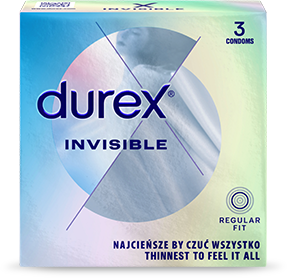 3
CONDOMS
durex
INVISIBLE
REGULAR
FIT
NAJCIEŃSZE BY CZUĆ WSZYSTKO
THINNEST TO FEEL IT ALL